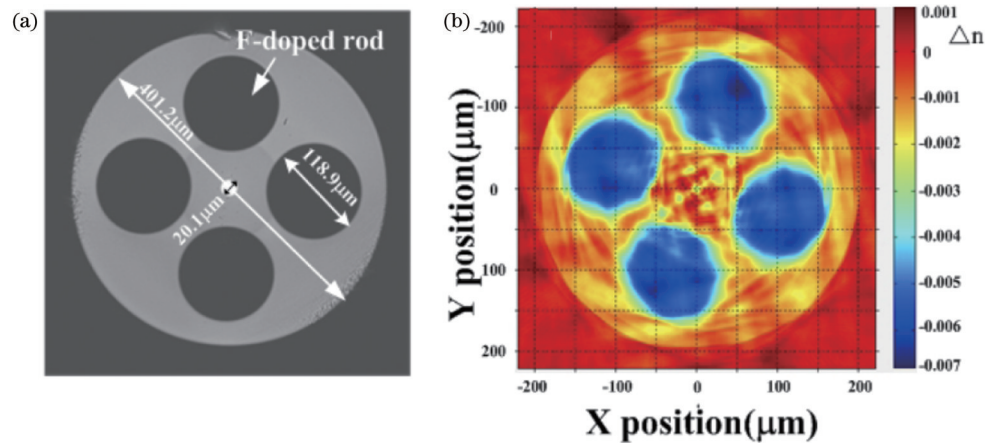 (a)
F-doped rod
401.2μm
118.9μm
20.1μm
(b)
-200
-100
0
100
200
Y position(μm)
-200
-100
0
100
200
X position(μm)
0.001
Δn
0
-0.001
-0.002
-0.003
-0.004
-0.005
-0.006
-0.007